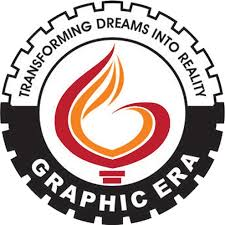 TRANSFORMING DREAMS INTO REALITY
GRAPHIC ERA